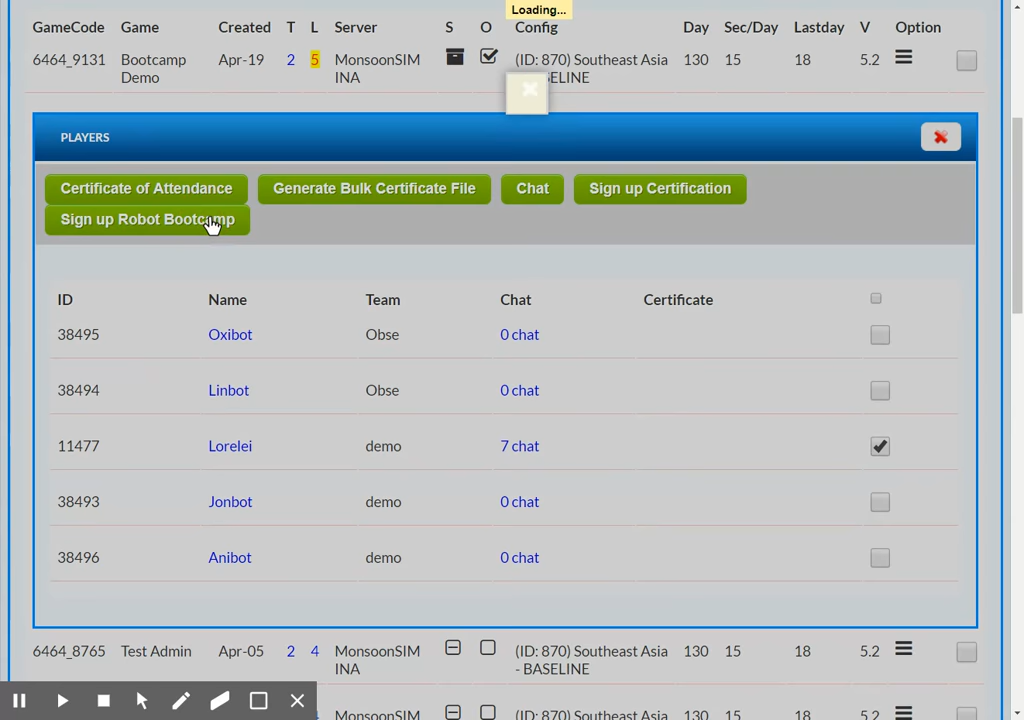 Loading...
GameCode Game Created T L Server S O Config Day Sec/Day Lastday V Option
6464_9131 Bootcamp Apr-19 2 5 MonsoonSIM (ID: 870) Southeast Asia 130 15 18 5.2
Demo INA ELINE
PLAYERS
Certificate of Attendance Generate Bulk Certificate File Chat Sign up Certification
Sign up Robot Bootcamp
ID Name Team Chat Certificate
38495 Oxibot Obse 0 chat
38494 Linbot Obse 0 chat
11477 Lorelei demo 7 chat
38493 Jonbot demo 0 chat
38496 Anibot demo 0 chat
6464_8765 Test Admin Apr-05 2 4 MonsoonSIM (ID: 870) Southeast Asia 130 15 18 5.2
INA - BASELINE
MonsoonSIM (ID: 870) Southeast Asia 130 15 18 5.2